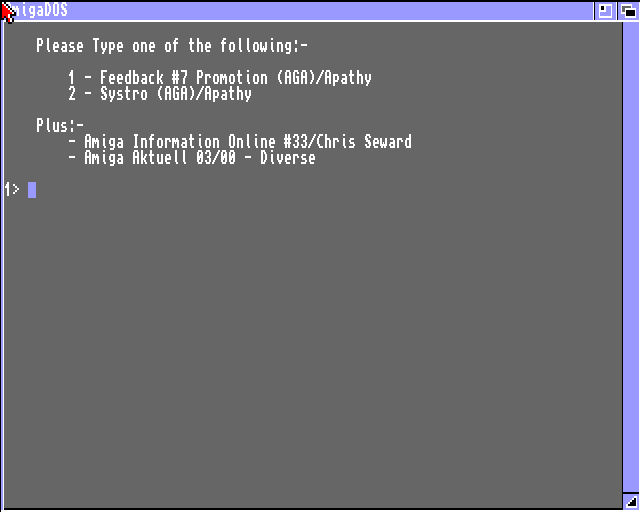 AmigaDOS
Please Type one of the following:-
1 - Feedback #7 Promotion (AGA)/Apathy
2 - Systro (AGA)/Apathy
Plus:-
- Amiga Information Online #33/Chris Seward
- Amiga Aktuell 03/00 - Diverse
1>